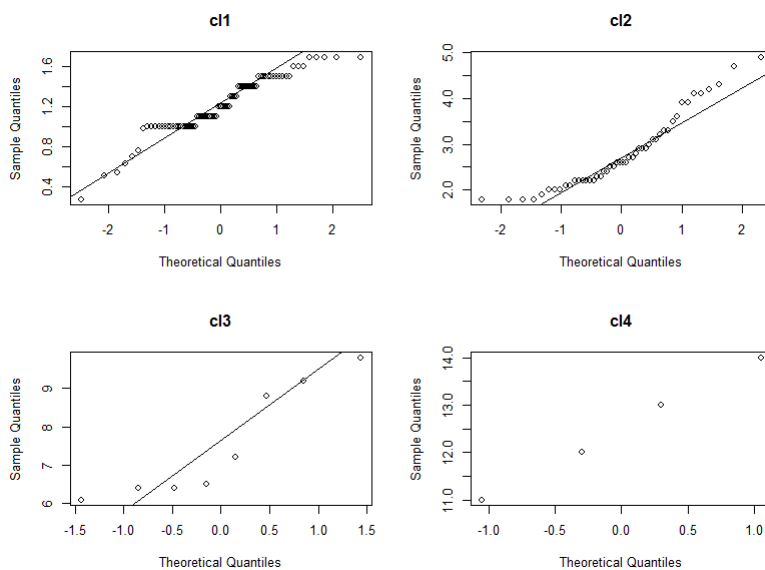 cl1
Sample Quantiles
0.4 0.8 1.2 1.6
-2 -1 0 1 2
Theoretical Quantiles
cl2
Sample Quantiles
2.0 3.0 4.0 5.0
-2 -1 0 1 2
Theoretical Quantiles
cl3
Sample Quantiles
6 7 8 9
-1.5 -1.0 -0.5 0.0 0.5 1.0 1.5
Theoretical Quantiles
cl4
Sample Quantiles
11.0 12.0 13.0 14.0
-1.0 -0.5 0.0 0.5 1.0
Theoretical Quantiles